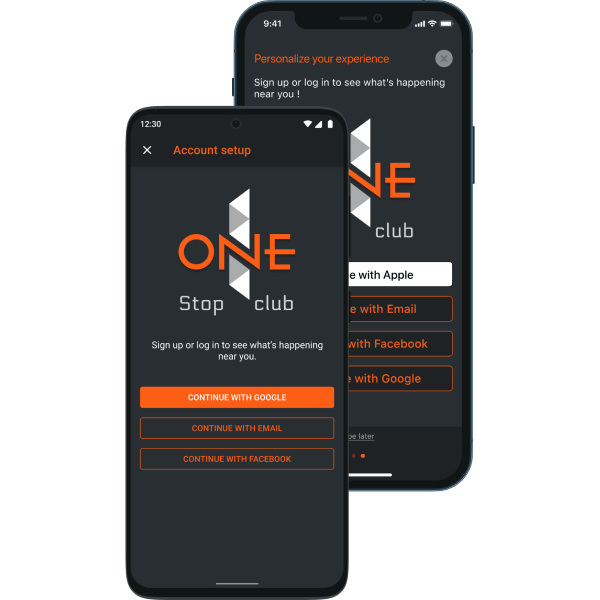 9:41
Personalize your experience
Sign up or log in to see what's happening
near you !
NE
club
e with Apple
e with Email
with Facebook
e with Google
be later
12:30
Account setup
ONE
Stop club
Sign up or log in to see what's happening
near you.
CONTINUE WITH GOOGLE
CONTINUE WITH EMAIL
CONTINUE WITH FACEBOOK